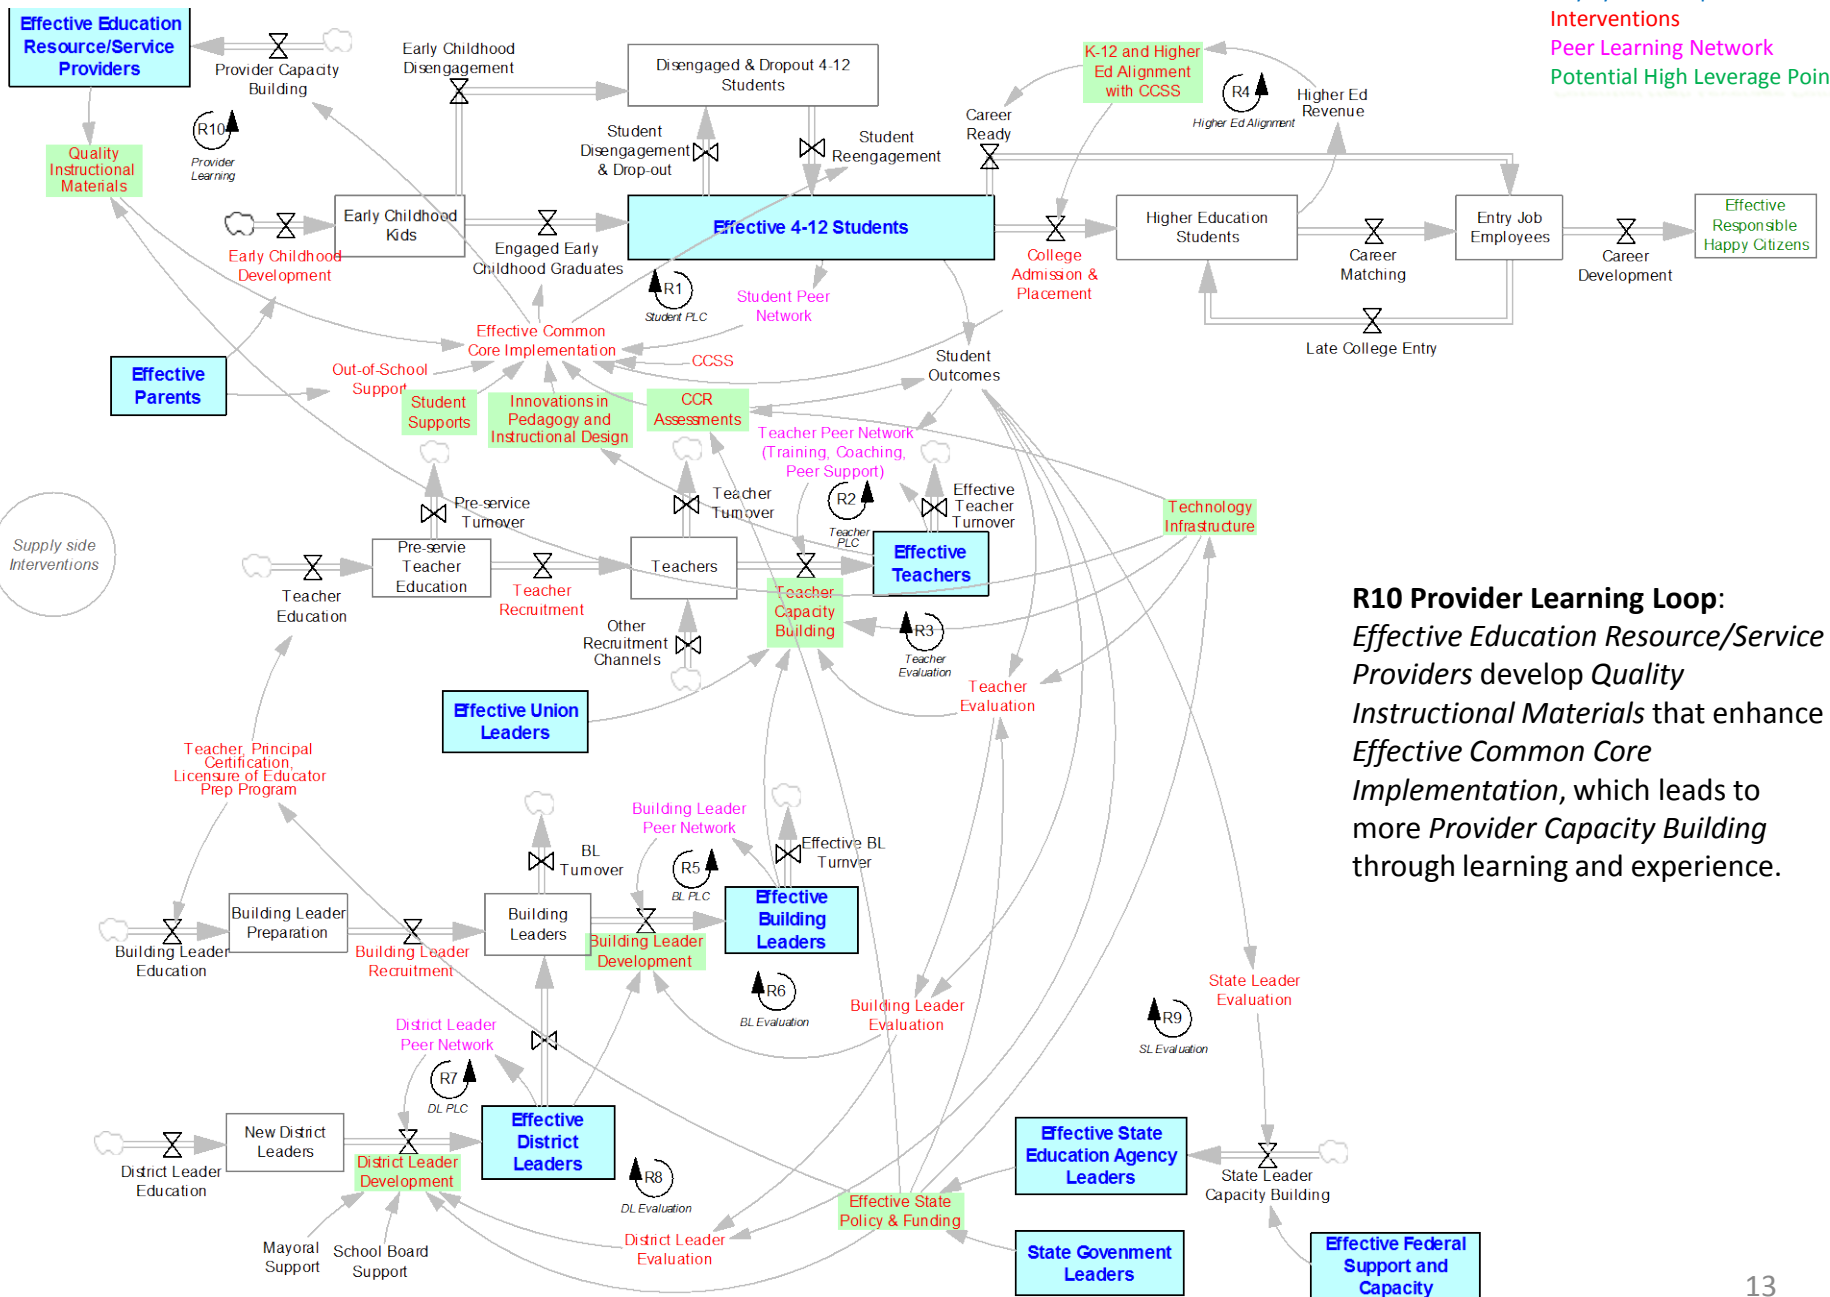 Interventions
Peer Learning Network
Potential High Leverage Poin
Effective Education
Resource/Service
Providers
Provider Capacity
Building
Early Childhood
Disengagement
Disengaged & Dropout 4-12
Students
K-12 and Higher
Ed Alignment
with CCSS
R4
Higher Ed Alignment
Higher Ed
Revenue
Career
Ready
R10
Provider
Learning
Quality
Instructional
Materials
Student
Disengagement
& Drop-out
Student
Reengagement
Early Childhood
Kids
Early Childhood
Development
Engaged Early
Childhood Graduates
Effective 4-12 Students
College
Admission &
Placement
Higher Education
Students
Career
Matching
Entry Job
Employees
Career
Development
Effective
Responsible
Happy Citizens
Late College Entry
R1
Student PLC
Student Peer
Network
Effective Common
Core Implementation
CCSS
Student
Outcomes
Effective
Parents
Out-of-School
Support
Student
Supports
Innovations in
Pedagogy and
Instructional Design
CCR
Assessments
Teacher Peer Network
(Training, Coaching,
Peer Support)
Pre-service
Turnover
Teacher
Turnover
R2
Teacher
PLC
Effective
Teacher
Turnover
Technology
Infrastructure
Supply side
Interventions
Teacher
Education
Pre-servie
Teacher
Education
Teacher
Recruitment
Teachers
Effective
Teachers
Teacher
Capacity
Building
Other
Recruitment
Channels
R3
Teacher
Evaluation
Teacher
Evaluation
Effective Union
Leaders
R10 Provider Learning Loop:
Effective Education Resource/Service
Providers develop Quality
Instructional Materials that enhance
Effective Common Core
Implementation, which leads to
more Provider Capacity Building
through learning and experience.
Teacher, Principal
Certification,
Licensure of Educator
Prep Program
Building Leader
Peer Network
BL
Turnover
R5
BL PLC
Effective BL
Turnver
Building Leader
Education
Building Leader
Preparation
Building Leader
Recruitment
Building
Leaders
Building Leader
Development
Effective
Building
Leaders
R6
BL Evaluation
Building Leader
Evaluation
State Leader
Evaluation
R9
SL Evaluation
District Leader
Peer Network
R7
DL PLC
District Leader
Education
New District
Leaders
District Leader
Development
Effective
District
Leaders
R8
DL Evaluation
Mayoral
Support
School Board
Support
District Leader
Evaluation
Effective State
Policy & Funding
Effective State
Education Agency
Leaders
State Leader
Capacity Building
State Govenment
Leaders
Effective Federal
Support and
Capacity
13